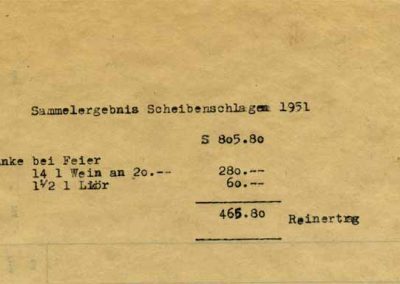 Sammelergebnis Scheibenschlagen 1951
S 805.80
nke bei Feier
14 l Wein an 20.-- 280.--
1½ l Likör 60.--
465.80 Reinertrag